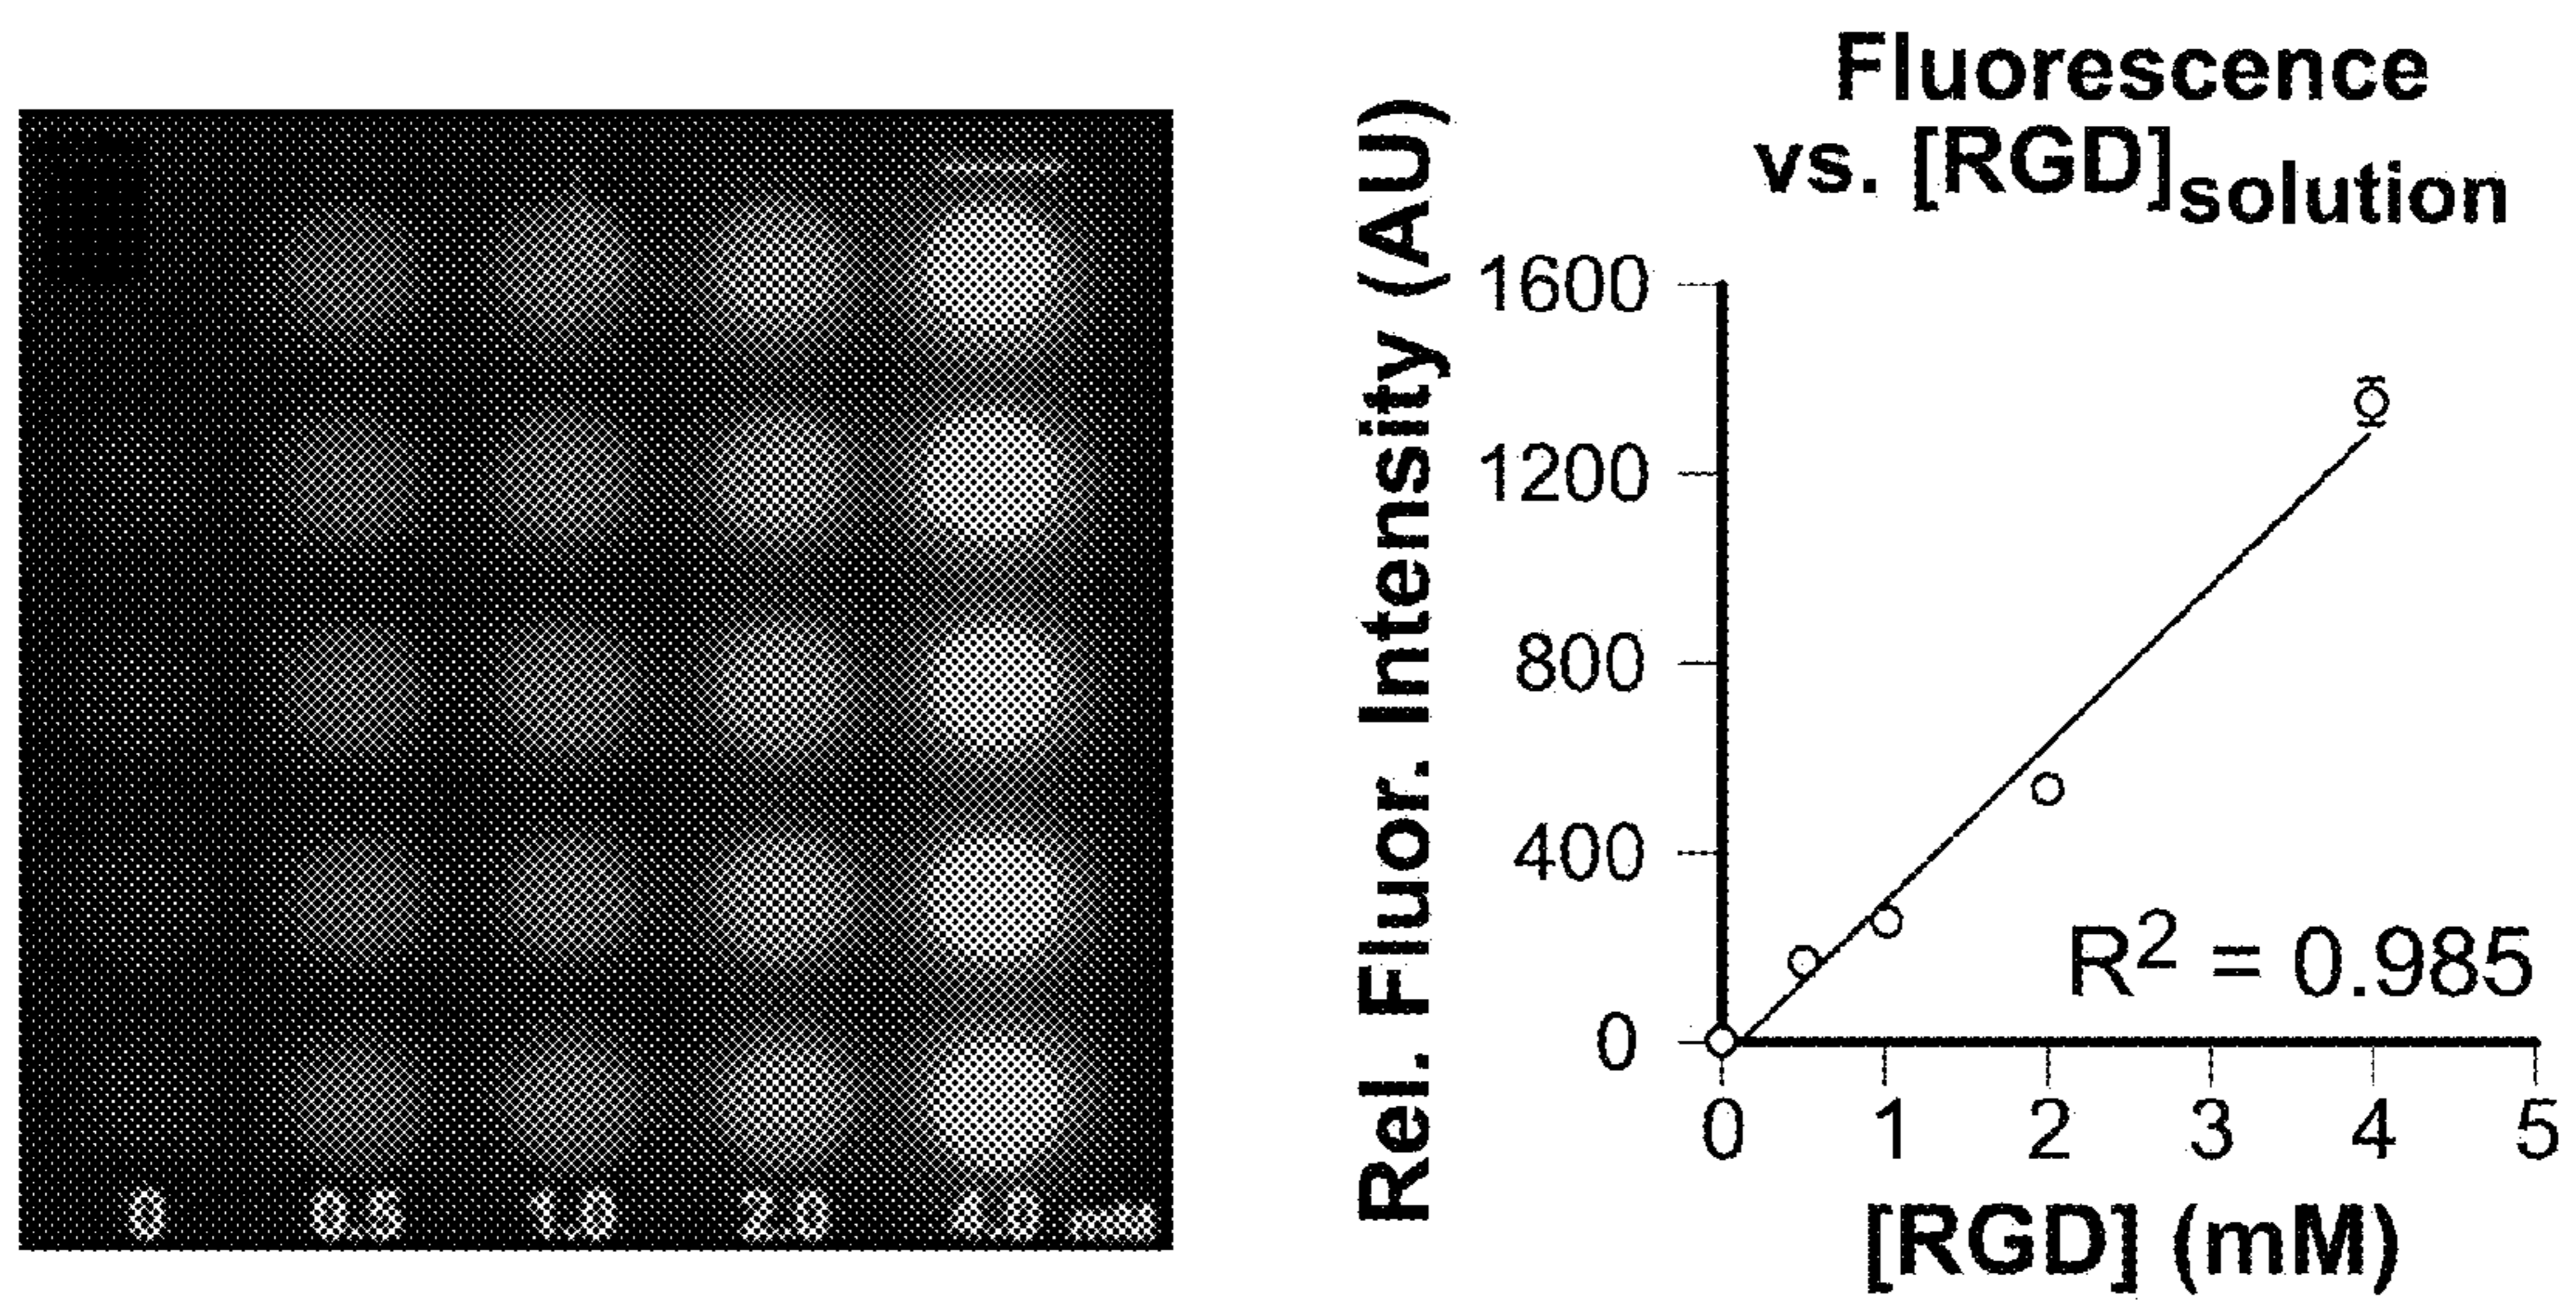 0 0.5 1.0 2.0 4.0 mM
Fluorescence
vs. [RGD]solution
Rel. Fluor. Intensity (AU)
1600
1200
800
400
0
R2 = 0.985
0 1 2 3 4 5
[RGD] (mM)